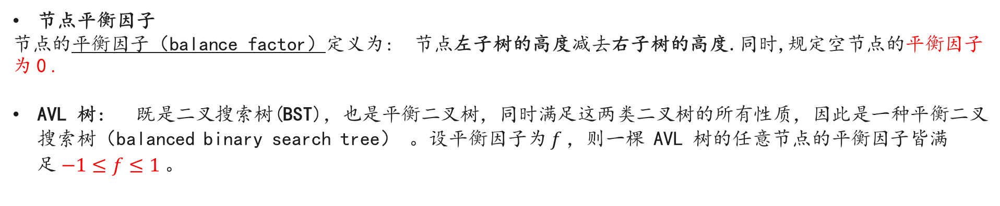 • 节点平衡因子
节点的平衡因子（balance factor）定义为： 节点左子树的高度减去右子树的高度.同时,规定空节点的平衡因子
为0.
• AVL 树： 既是二叉搜索树(BST)，也是平衡二叉树，同时满足这两类二叉树的所有性质，因此是一种平衡二叉
搜索树（balanced binary search tree） 。设平衡因子为f，则一棵 AVL 树的任意节点的平衡因子皆满
足 −1 ≤ f ≤ 1 。